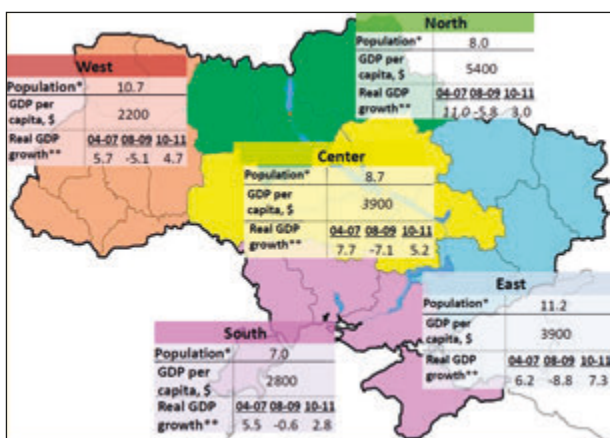 North
Population* 8.0
GDP per
capita, $ 5400
Real GDP 04-07 08-09 10-11
growth** 11.0 -5.8 3.0
West
Population* 10.7
GDP per
capita, $ 2200
Real GDP 04-07 08-09 10-11
growth** 5.7 -5.1 4.7
Center
Population* 8.7
GDP per
capita, $ 3900
Real GDP 04-07 08-09 10-11
growth** 7.7 -7.1 5.2
East
Population* 11.2
GDP per
capita, $ 3900
Real GDP 04-07 08-09 10-11
growth** 6.2 -8.8 7.3
South
Population* 7.0
GDP per
capita, $ 2800
Real GDP 04-07 08-09 10-11
growth** 5.5 -0.6 2.8